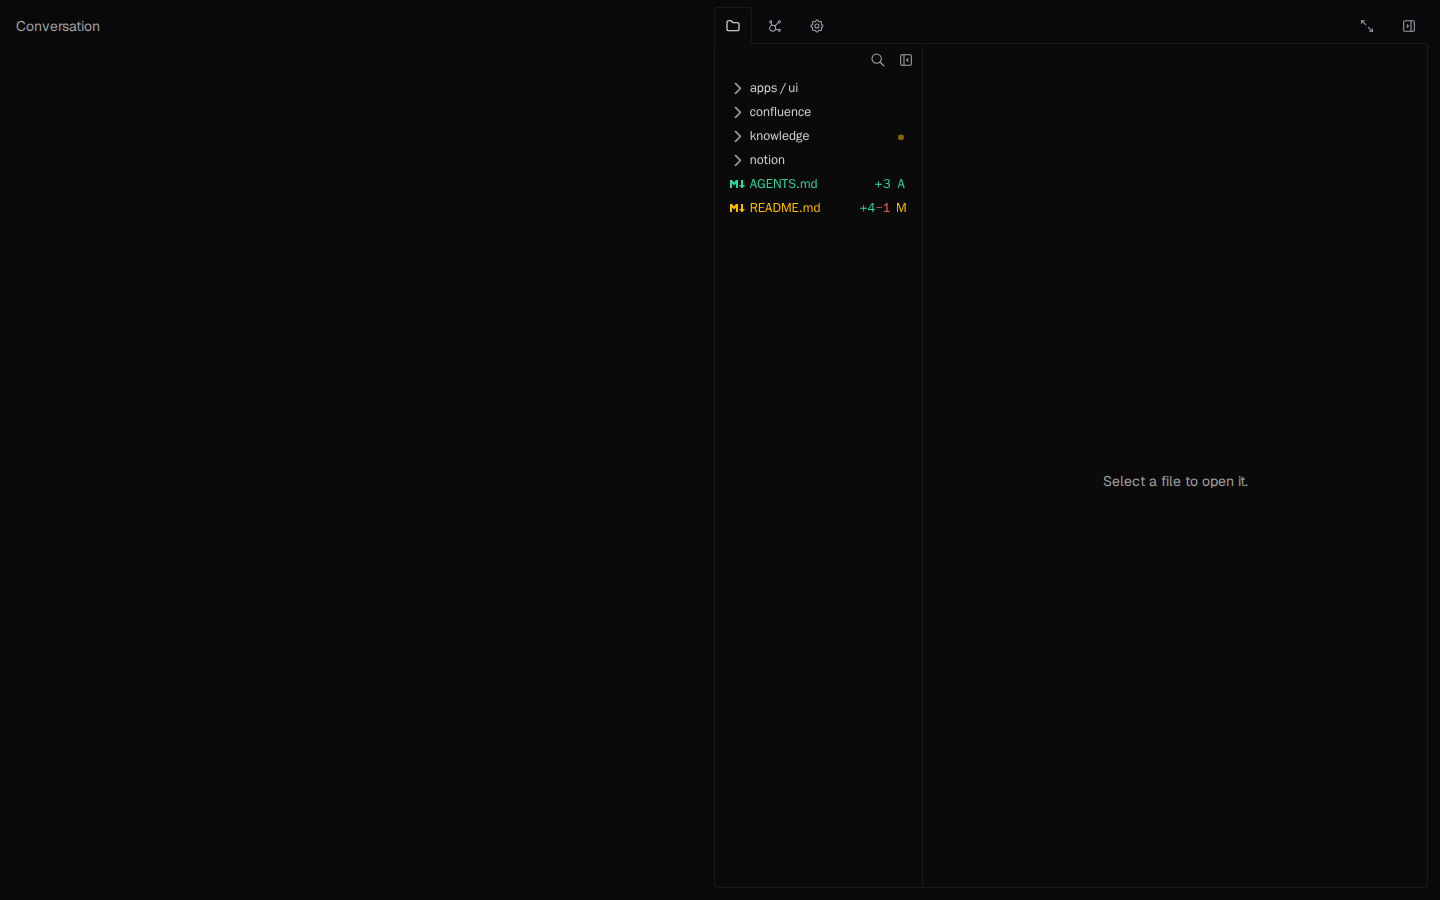 Conversation
apps / ui
confluence
knowledge
notion
AGENTS.md +3 A
README.md +4−1 M
Select a file to open it.